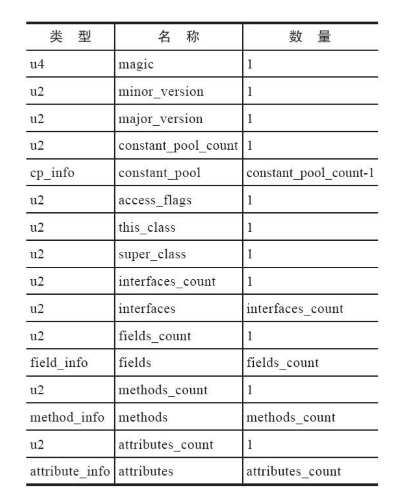 类 型 名 称 数 量
u4 magic 1
u2 minor_version 1
u2 major_version 1
u2 constant_pool_count 1
cp_info constant_pool constant_pool_count-1
u2 access_flags 1
u2 this_class 1
u2 super_class 1
u2 interfaces_count 1
u2 interfaces interfaces_count
u2 fields_count 1
field_info fields fields_count
u2 methods_count 1
method_info methods methods_count
u2 attributes_count 1
attribute_info attributes attributes_count